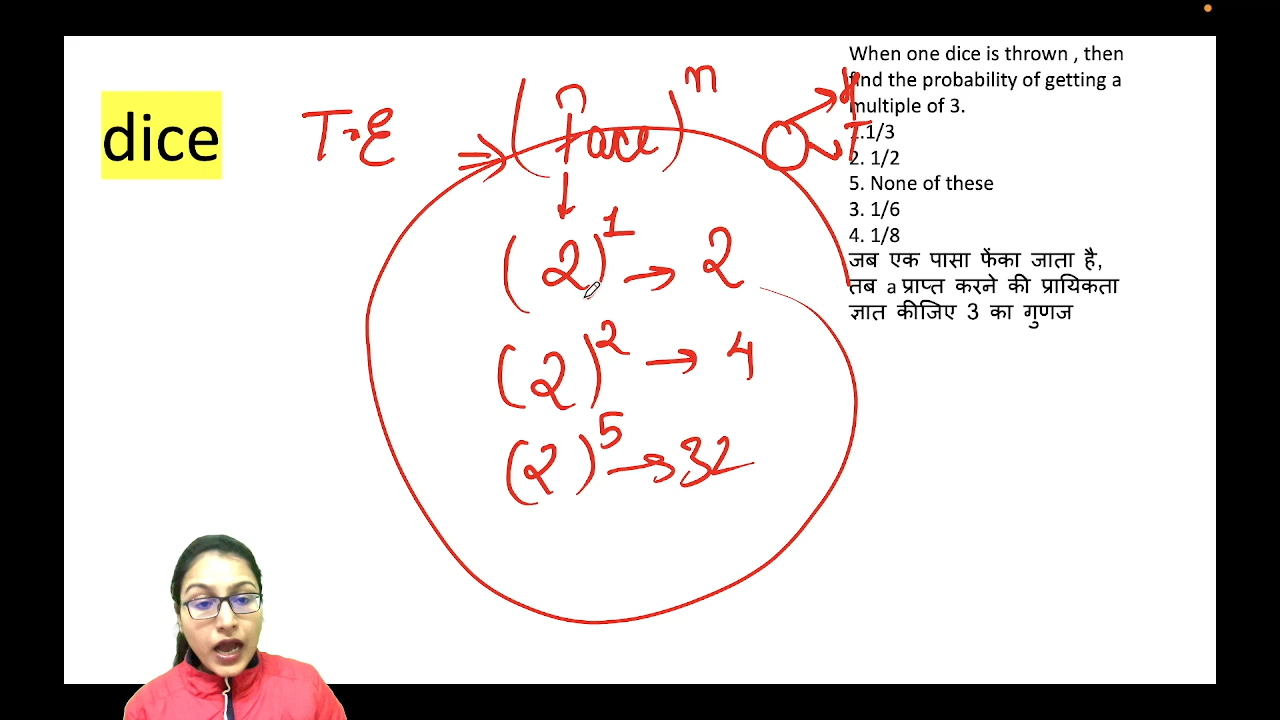 dice
T.E
(face)ⁿ
H
T
(2)¹ → 2
(2)² → 4
(2)⁵ → 32
When one dice is thrown , then
find the probability of getting a
multiple of 3.
1.1/3
2. 1/2
5. None of these
3. 1/6
4. 1/8
जब एक पासा फेंका जाता है,
तब a प्राप्त करने की प्रायिकता
ज्ञात कीजिए 3 का गुणज